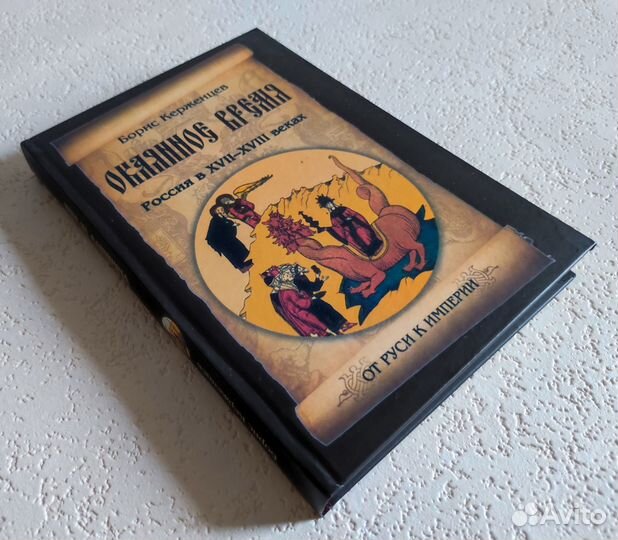 Борис Керженцев
ОКАЯННОЕ ВРЕМЯ
Россия в XVII–XVIII веках
ОТ РУСИ К ИМПЕРИИ
Avito